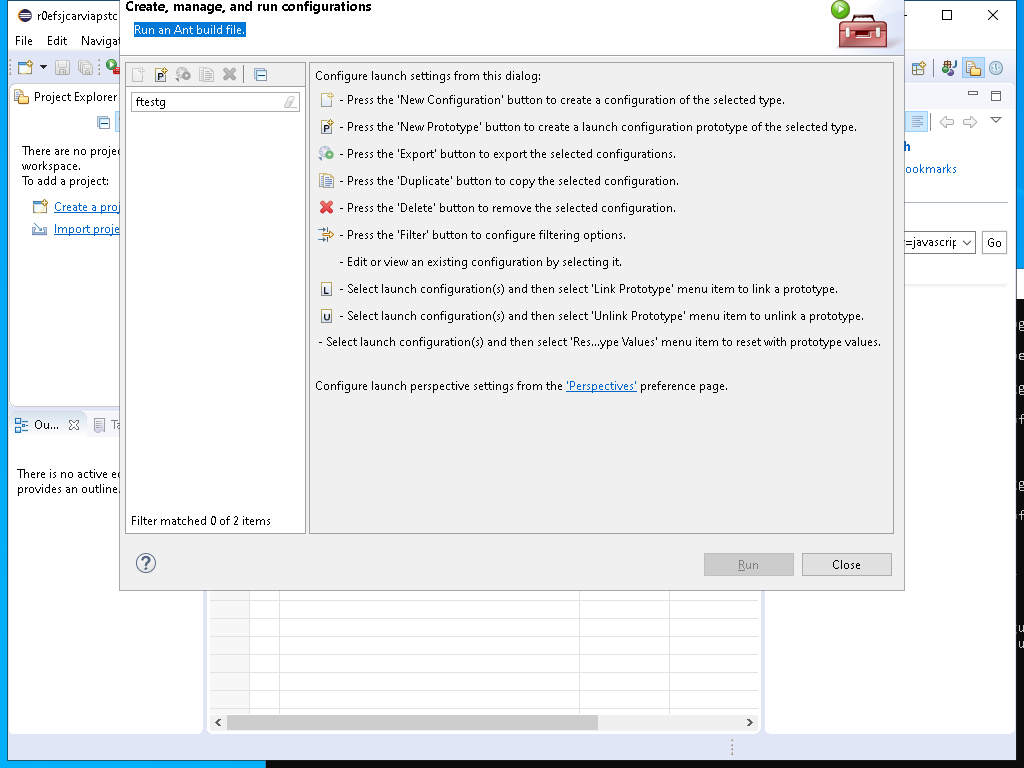 r0efsjcarviapstc
Create, manage, and run configurations
Run an Ant build file.
File Edit Navigat
Project Explorer
There are no proje
workspace.
To add a project:
Create a proj
Import proje
ftestg
Filter matched 0 of 2 items
Configure launch settings from this dialog:
- Press the 'New Configuration' button to create a configuration of the selected type.
- Press the 'New Prototype' button to create a launch configuration prototype of the selected type.
- Press the 'Export' button to export the selected configurations.
- Press the 'Duplicate' button to copy the selected configuration.
- Press the 'Delete' button to remove the selected configuration.
- Press the 'Filter' button to configure filtering options.
- Edit or view an existing configuration by selecting it.
L - Select launch configuration(s) and then select 'Link Prototype' menu item to link a prototype.
U - Select launch configuration(s) and then select 'Unlink Prototype' menu item to unlink a prototype.
- Select launch configuration(s) and then select 'Res...ype Values' menu item to reset with prototype values.
Configure launch perspective settings from the 'Perspectives' preference page.
Run
Close
h
ookmarks
=javascrip
Go
Ou...
Ta
There is no active ed
provides an outline.